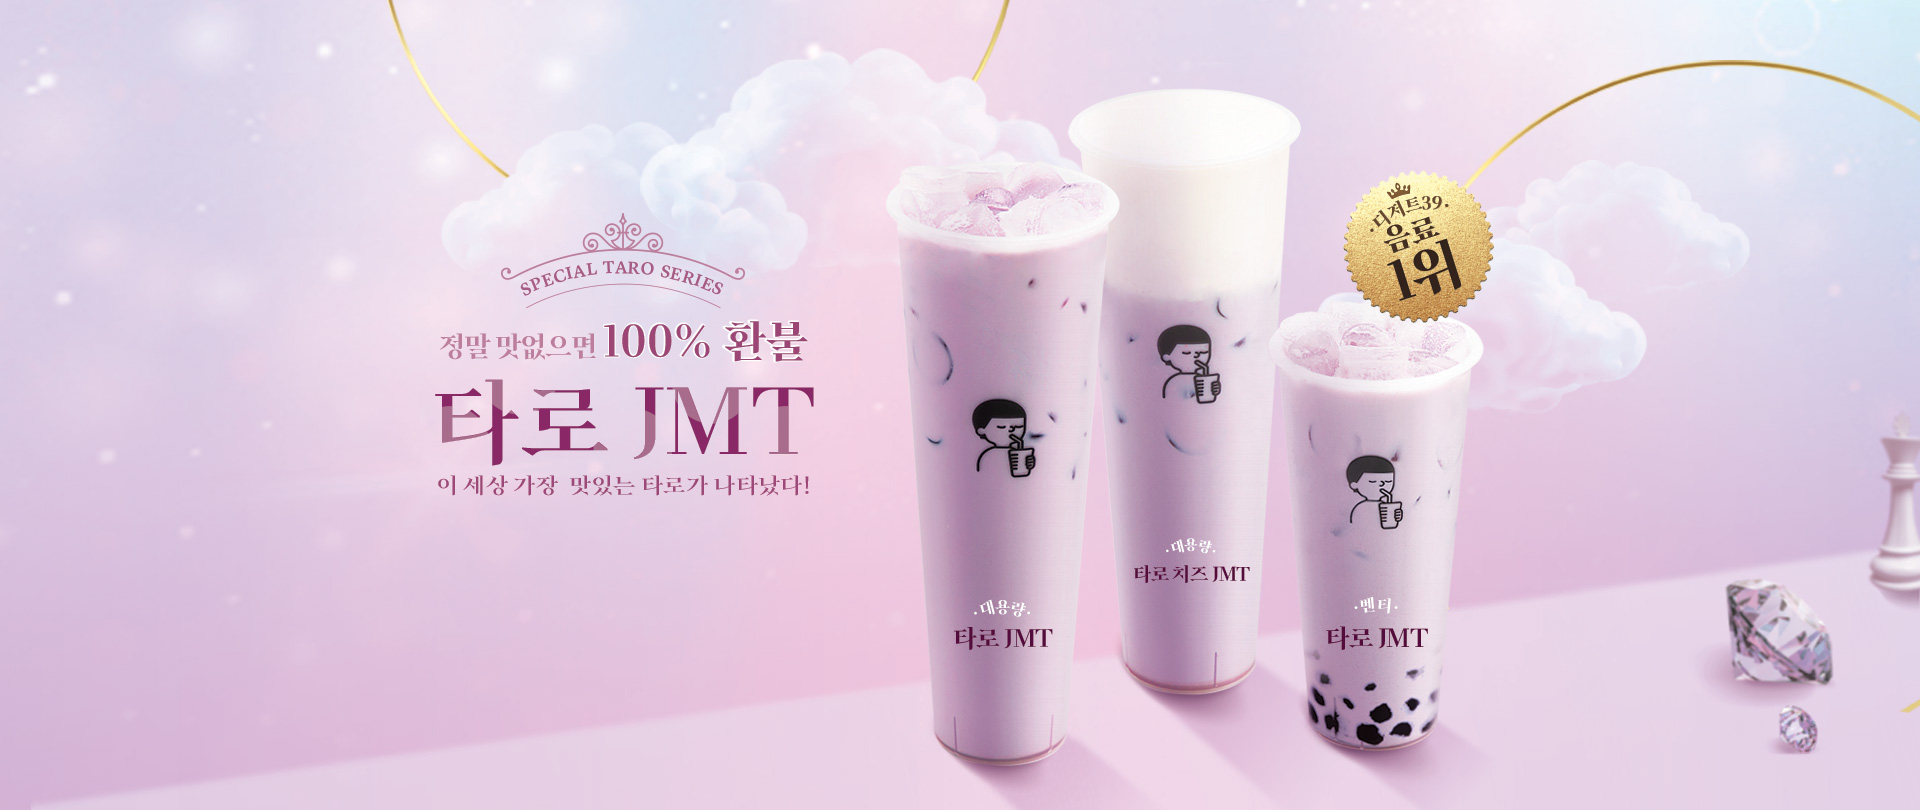 SPECIAL TARO SERIES
정말 맛없으면 100% 환불
타로 JMT
이 세상 가장 맛있는 타로가 나타났다!
·대용량·
타로 JMT
·대용량·
타로 치즈 JMT
·디저트39·
음료
1위
·벤티·
타로 JMT